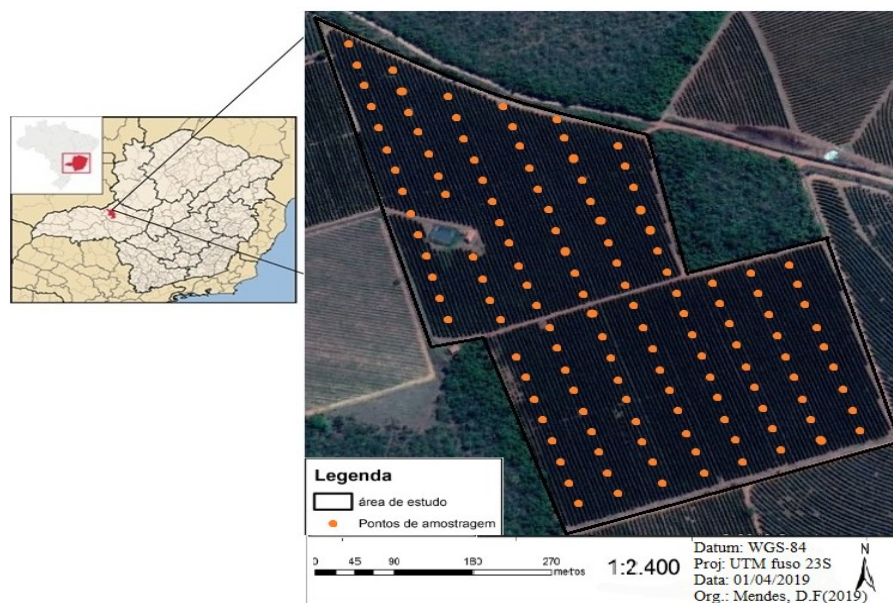 Legenda
área de estudo
Pontos de amostragem
0 45 90 180 270
metros
1:2.400
Datum: WGS-84
Proj: UTM fuso 23S
Data: 01/04/2019
Org.: Mendes, D.F(2019)
N